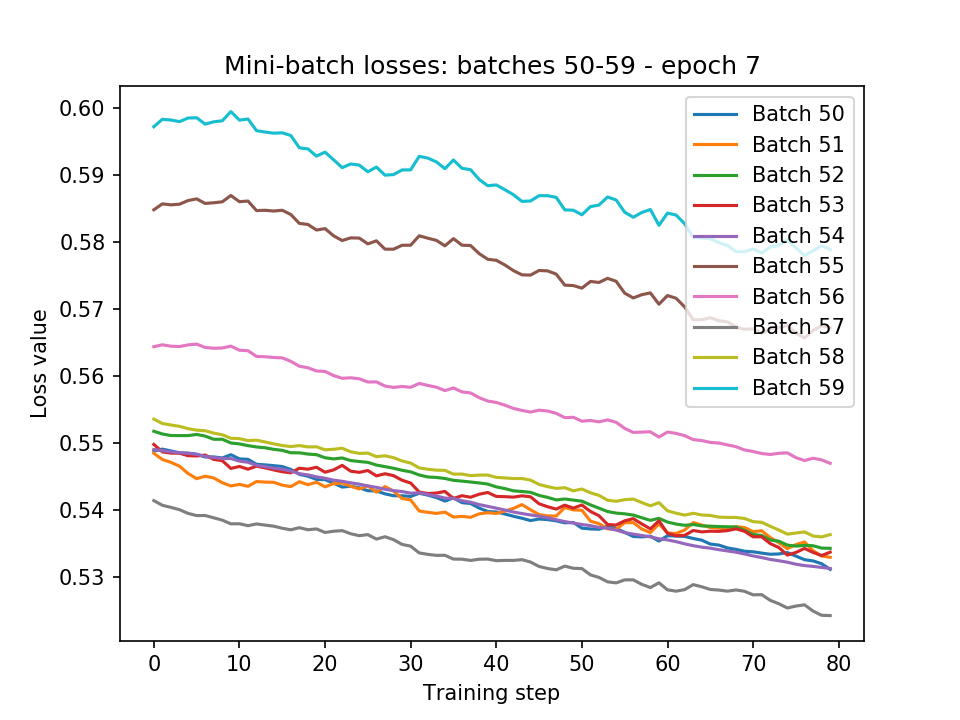 Mini-batch losses: batches 50-59 - epoch 7
Loss value
0.60
0.59
0.58
0.57
0.56
0.55
0.54
0.53
Batch 50
Batch 51
Batch 52
Batch 53
Batch 54
Batch 55
Batch 56
Batch 57
Batch 58
Batch 59
0 10 20 30 40 50 60 70 80
Training step